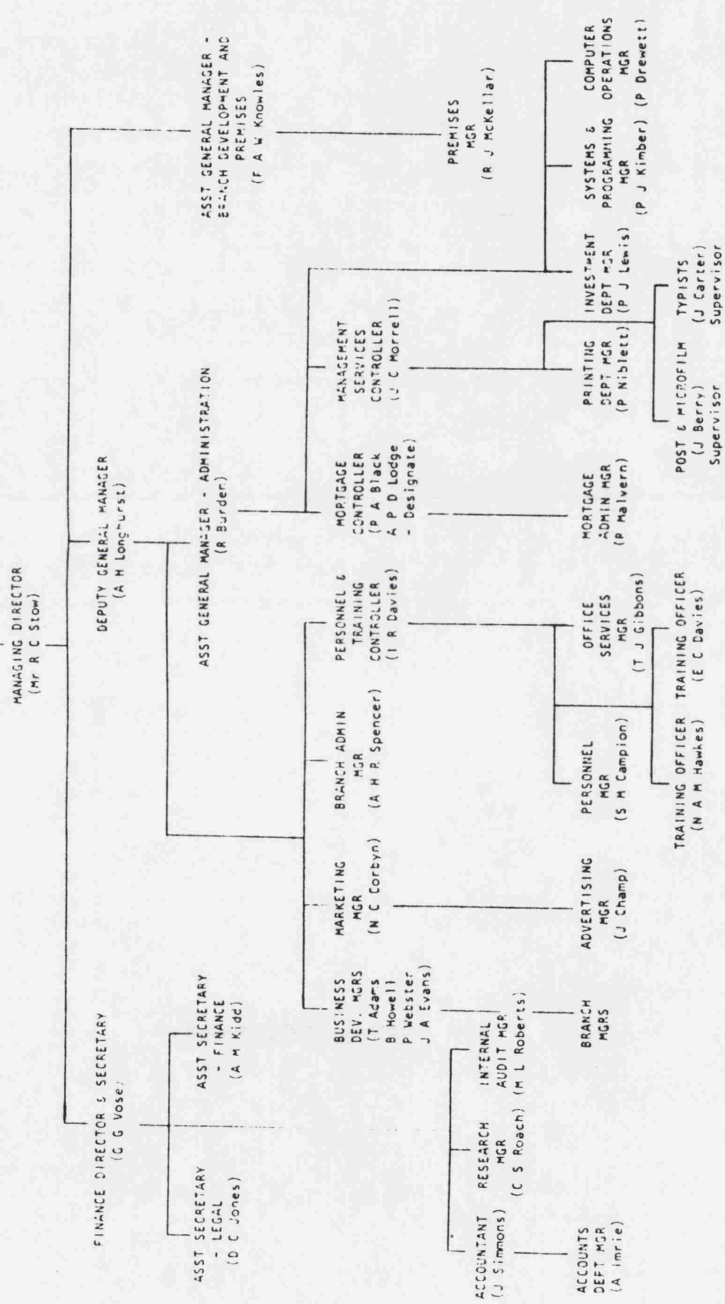 MANAGING DIRECTOR
(Mr R C Stow)
FINANCE DIRECTOR & SECRETARY
(G G Vose)
DEPUTY GENERAL MANAGER
(A H Longhurst)
ASST GENERAL MANAGER -
BRANCH DEVELOPMENT AND
PREMISES
(F A W Knowles)
ASST SECRETARY
- LEGAL
(D C Jones)
ASST SECRETARY
- FINANCE
(A M Kidd)
ASST GENERAL MANAGER - ADMINISTRATION
(R Burden)
BUSINESS
DEV. MGRS
(T Adams
B Howell
P Webster
J A Evans)
MARKETING
MGR
(N C Corbyn)
BRANCH ADMIN
MGR
(A H P Spencer)
PERSONNEL &
TRAINING
CONTROLLER
(I R Davies)
MORTGAGE
CONTROLLER
(P A Black
A P D Lodge
- Designate)
MANAGEMENT
SERVICES
CONTROLLER
(J C Morrell)
PREMISES
MGR
(R J McKellar)
ACCOUNTANT
(J Simmons)
RESEARCH
MGR
(C S Roach)
INTERNAL
AUDIT MGR
(M L Roberts)
ACCOUNTS
DEPT MGR
(A Imrie)
BRANCH
MGRS
ADVERTISING
MGR
(J Champ)
PERSONNEL
MGR
(S M Campion)
OFFICE
SERVICES
MGR
(T J Gibbons)
MORTGAGE
ADMIN MGR
(P Malvern)
PRINTING
DEPT MGR
(P Niblett)
INVESTMENT
DEPT MGR
(P J Lewis)
SYSTEMS &
PROGRAMMING
MGR
(P J Kimber)
COMPUTER
OPERATIONS
MGR
(P Drewett)
TRAINING OFFICER
(N A M Hawkes)
TRAINING OFFICER
(E C Davies)
POST & MICROFILM
(J Berry)
Supervisor
TYPISTS
(J Carter)
Supervisor